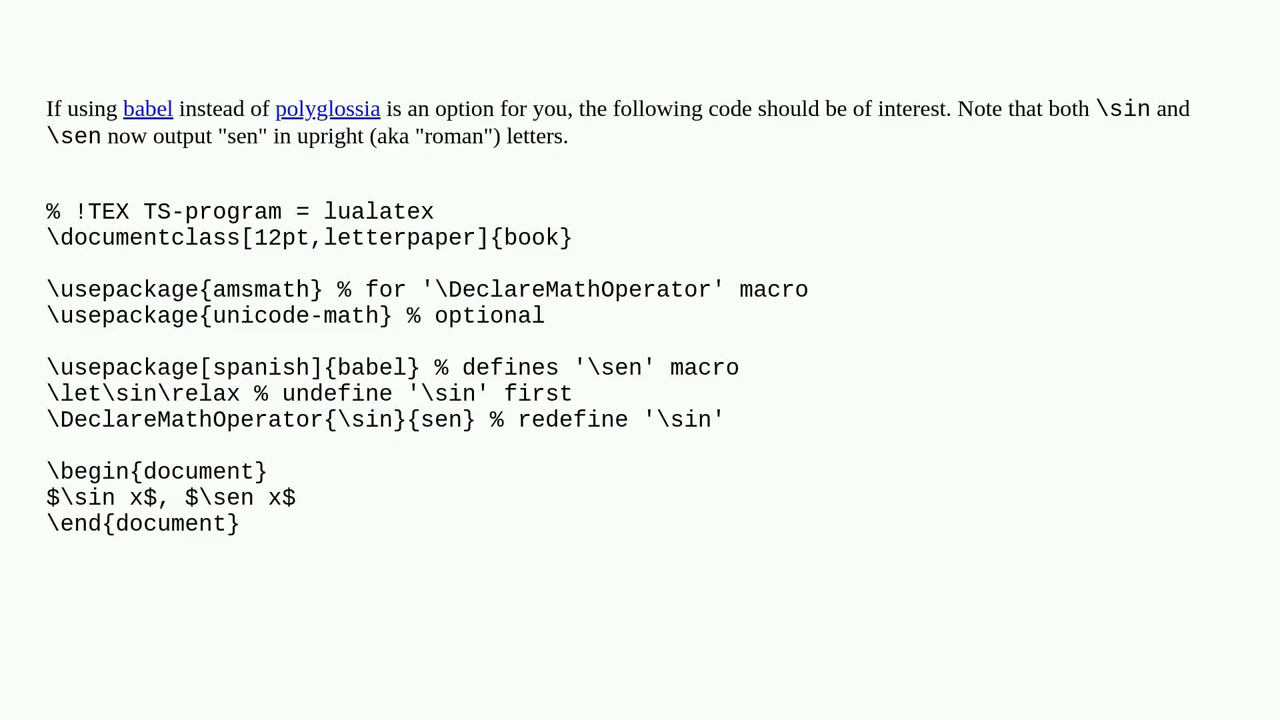 If using babel instead of polyglossia is an option for you, the following code should be of interest. Note that both \sin and
\sen now output "sen" in upright (aka "roman") letters.
% !TEX TS-program = lualatex
\documentclass[12pt,letterpaper]{book}
\usepackage{amsmath} % for '\DeclareMathOperator' macro
\usepackage{unicode-math} % optional
\usepackage[spanish]{babel} % defines '\sen' macro
\let\sin\relax % undefine '\sin' first
\DeclareMathOperator{\sin}{sen} % redefine '\sin'
\begin{document}
$\sin x$, $\sen x$
\end{document}